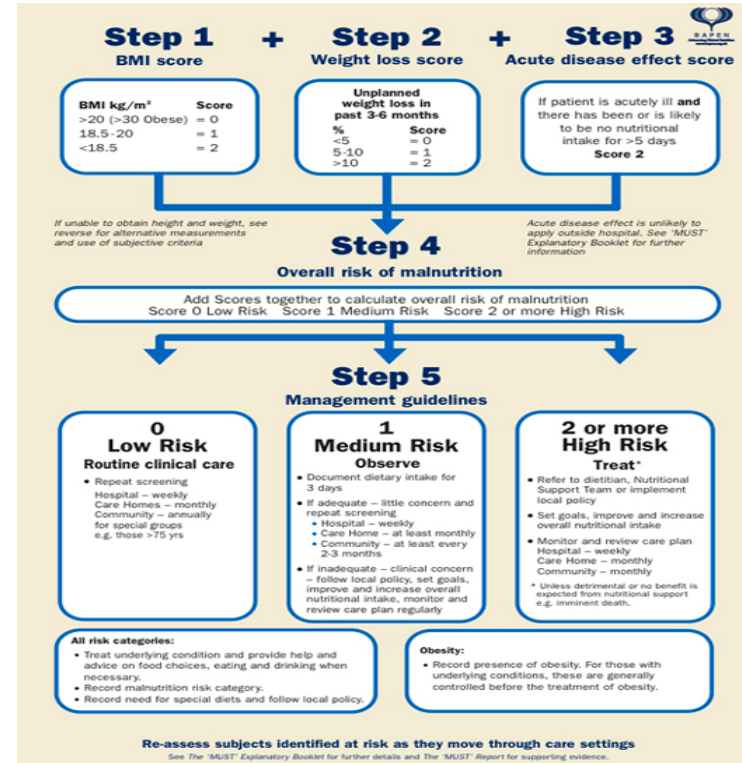 Step 1 + Step 2 + Step 3
BAPEN
BMI score
Weight loss score
Acute disease effect score
BMI kg/m² Score
>20 (>30 Obese) = 0
18.5-20 = 1
<18.5 = 2
Unplanned
weight loss in
past 3-6 months
% Score
<5 = 0
5-10 = 1
>10 = 2
If patient is acutely ill and
there has been or is likely
to be no nutritional
intake for >5 days
Score 2
If unable to obtain height and weight, see
reverse for alternative measurements
and use of subjective criteria
Acute disease effect is unlikely to
apply outside hospital. See 'MUST'
Explanatory Booklet for further
information
Step 4
Overall risk of malnutrition
Add Scores together to calculate overall risk of malnutrition
Score 0 Low Risk Score 1 Medium Risk Score 2 or more High Risk
Step 5
Management guidelines
0
Low Risk
Routine clinical care
• Repeat screening
Hospital – weekly
Care Homes – monthly
Community – annually
for special groups
e.g. those >75 yrs
1
Medium Risk
Observe
• Document dietary intake for
3 days
• If adequate – little concern and
repeat screening
• Hospital – weekly
• Care Home – at least monthly
• Community – at least every
2-3 months
• If inadequate – clinical concern
– follow local policy, set goals,
improve and increase overall
nutritional intake, monitor and
review care plan regularly
2 or more
High Risk
Treat*
• Refer to dietitian, Nutritional
Support Team or implement
local policy
• Set goals, improve and increase
overall nutritional intake
• Monitor and review care plan
Hospital – weekly
Care Home – monthly
Community – monthly
* Unless detrimental or no benefit is
expected from nutritional support
e.g. imminent death.
All risk categories:
• Treat underlying condition and provide help and
advice on food choices, eating and drinking when
necessary.
• Record malnutrition risk category.
• Record need for special diets and follow local policy.
Obesity:
• Record presence of obesity. For those with
underlying conditions, these are generally
controlled before the treatment of obesity.
Re-assess subjects identified at risk as they move through care settings
See The 'MUST' Explanatory Booklet for further details and The 'MUST' Report for supporting evidence.